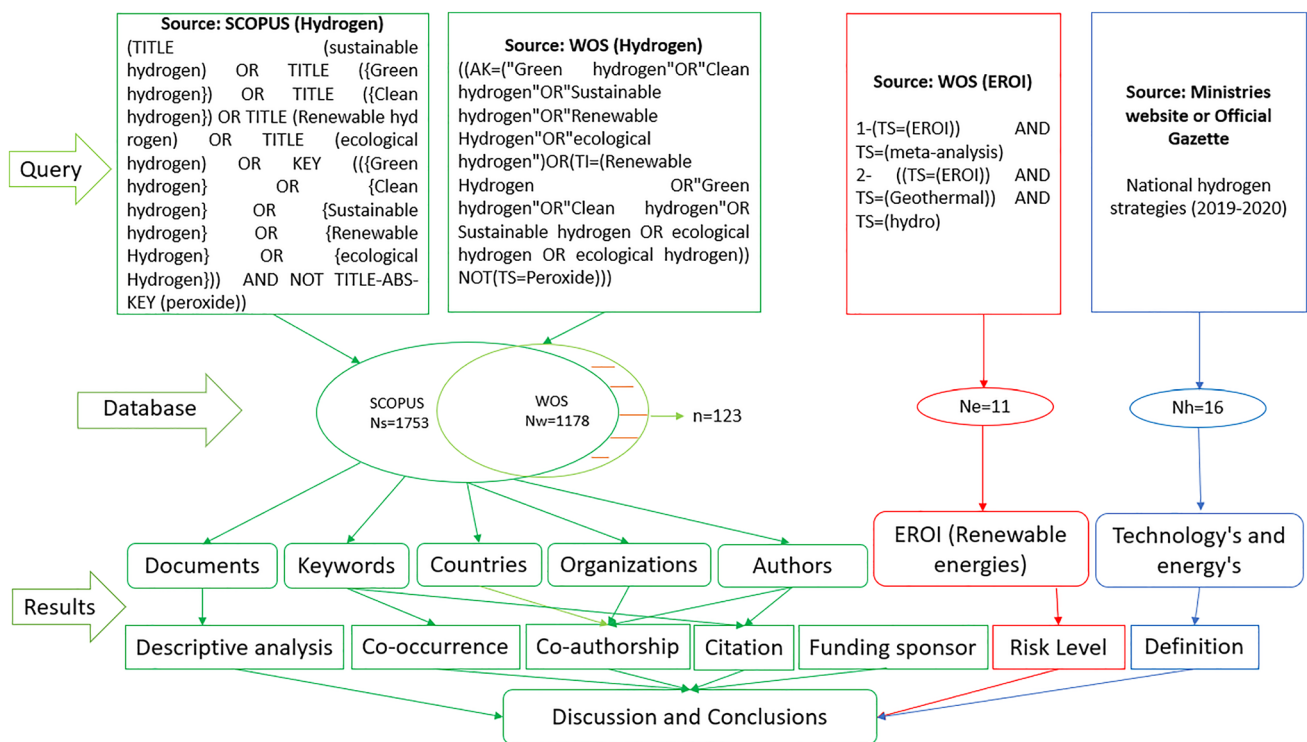 Source: SCOPUS (Hydrogen)
(TITLE (sustainable
hydrogen) OR TITLE ({Green
hydrogen}) OR TITLE ({Clean
hydrogen}) OR TITLE (Renewable hyd
rogen) OR TITLE (ecological
hydrogen) OR KEY (({Green
hydrogen} OR {Clean
hydrogen} OR {Sustainable
hydrogen} OR {Renewable
Hydrogen} OR {ecological
Hydrogen})) AND NOT TITLE-ABS-
KEY (peroxide))
Source: WOS (Hydrogen)
((AK=("Green hydrogen"OR"Clean
hydrogen"OR"Sustainable
hydrogen"OR"Renewable
Hydrogen"OR"ecological
hydrogen")OR(TI=(Renewable
Hydrogen OR"Green
hydrogen"OR"Clean hydrogen"OR
Sustainable hydrogen OR ecological
hydrogen OR ecological hydrogen))
NOT(TS=Peroxide)))
Source: WOS (EROI)
1-(TS=(EROI)) AND
TS=(meta-analysis)
2- ((TS=(EROI)) AND
TS=(Geothermal)) AND
TS=(hydro)
Source: Ministries
website or Official
Gazette
National hydrogen
strategies (2019-2020)
Query
Database
SCOPUS
Ns=1753
WOS
Nw=1178
n=123
Ne=11
Nh=16
Results
Documents
Keywords
Countries
Organizations
Authors
EROI (Renewable
energies)
Technology's and
energy's
Descriptive analysis
Co-occurrence
Co-authorship
Citation
Funding sponsor
Risk Level
Definition
Discussion and Conclusions